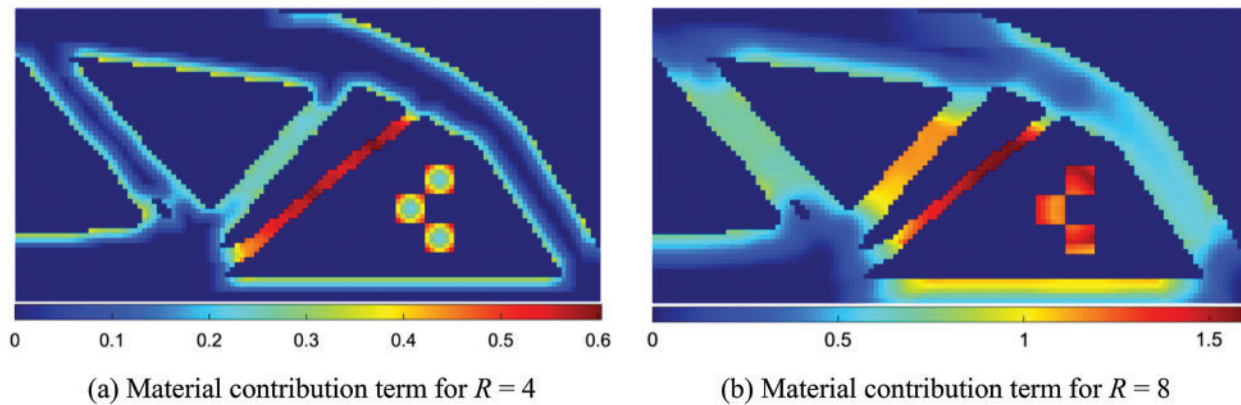 0 0.1 0.2 0.3 0.4 0.5 0.6
0 0.5 1 1.5
(a) Material contribution term for R = 4
(b) Material contribution term for R = 8